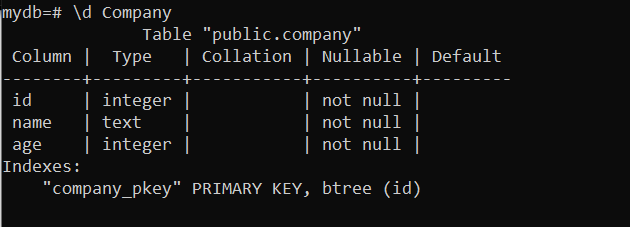 mydb=# \d Company
Table "public.company"
Column | Type | Collation | Nullable | Default
--------+---------+-----------+----------+---------
id | integer | | not null |
name | text | | not null |
age | integer | | not null |
Indexes:
"company_pkey" PRIMARY KEY, btree (id)